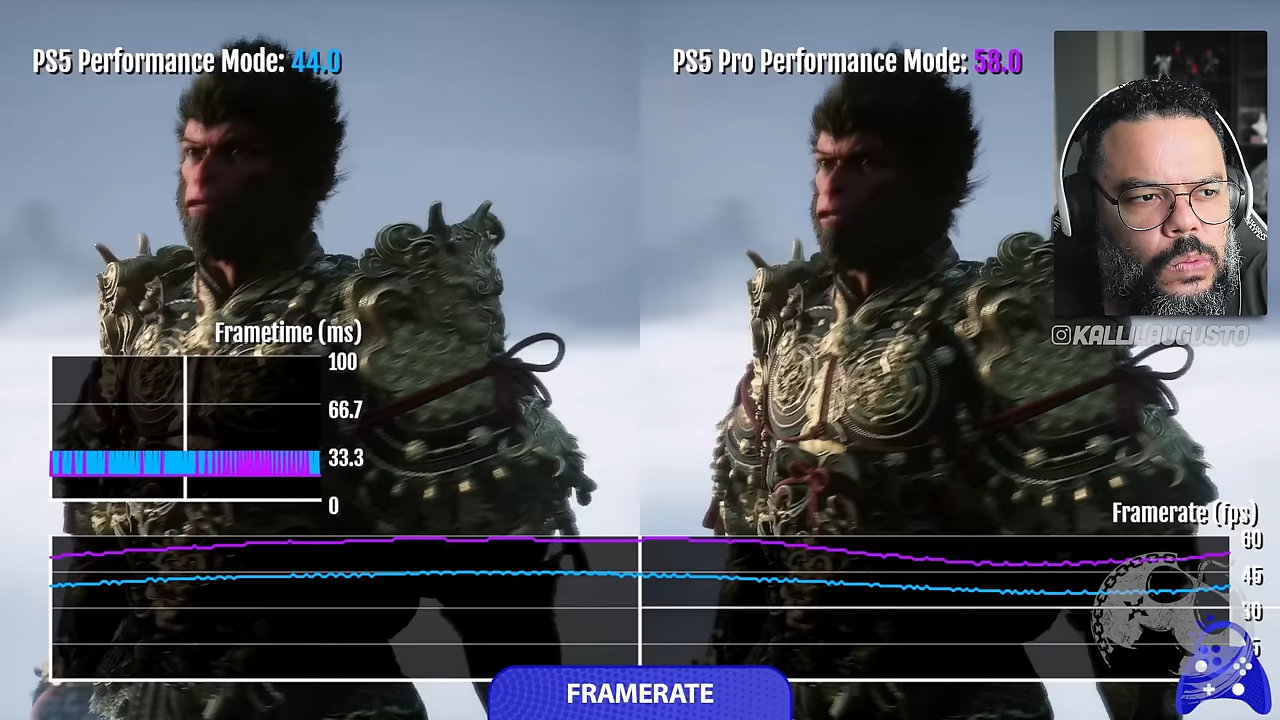 PS5 Performance Mode: 44.0
PS5 Pro Performance Mode: 58.0
KALLILAUGUSTO
Frametime (ms)
100
66.7
33.3
0
Framerate (fps)
60
45
30
FRAMERATE